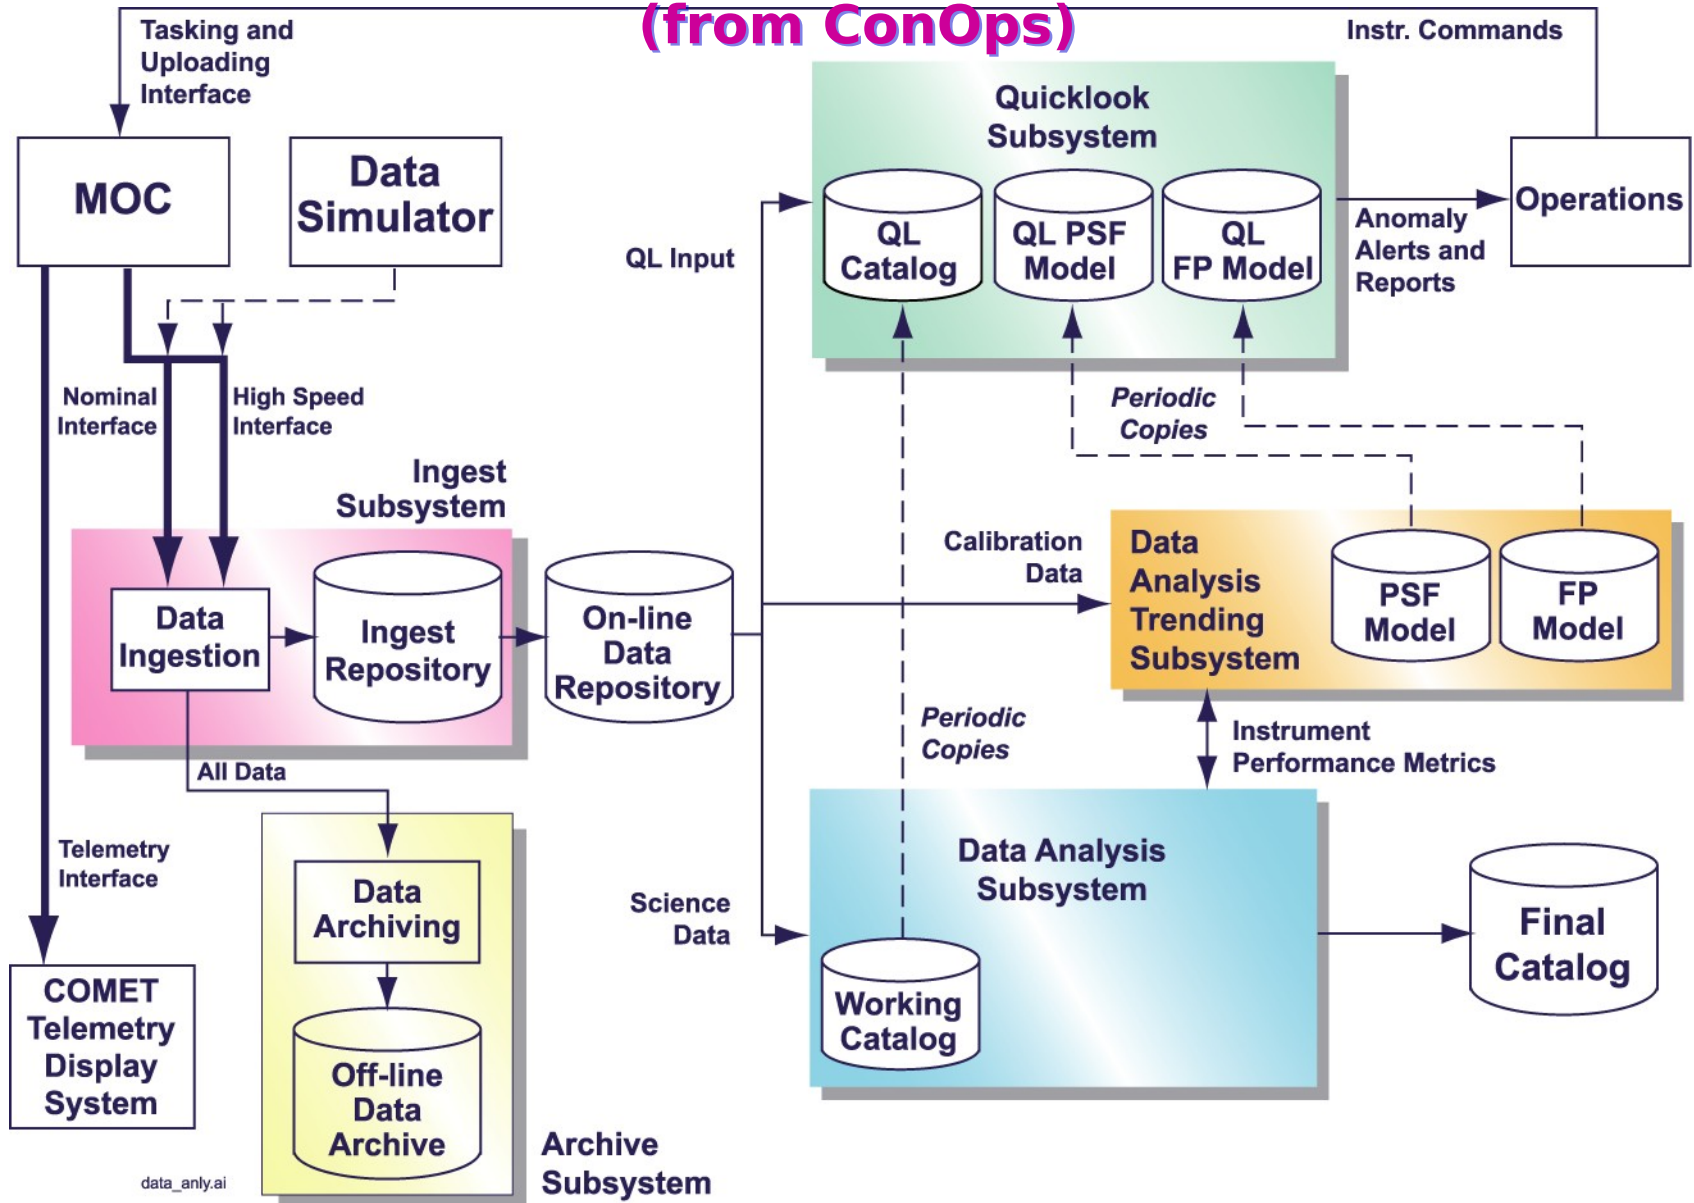 (from ConOps)
Tasking and
Uploading
Interface
Instr. Commands
MOC
Data
Simulator
Quicklook
Subsystem
QL
Catalog
QL PSF
Model
QL
FP Model
Operations
QL Input
Anomaly
Alerts and
Reports
Nominal
Interface
High Speed
Interface
Periodic
Copies
Ingest
Subsystem
Data
Ingestion
Ingest
Repository
On-line
Data
Repository
Calibration
Data
Data
Analysis
Trending
Subsystem
PSF
Model
FP
Model
All Data
Periodic
Copies
Instrument
Performance Metrics
Telemetry
Interface
Data
Archiving
Science
Data
Data Analysis
Subsystem
Working
Catalog
Final
Catalog
COMET
Telemetry
Display
System
Off-line
Data
Archive
Archive
Subsystem
data_anly.ai